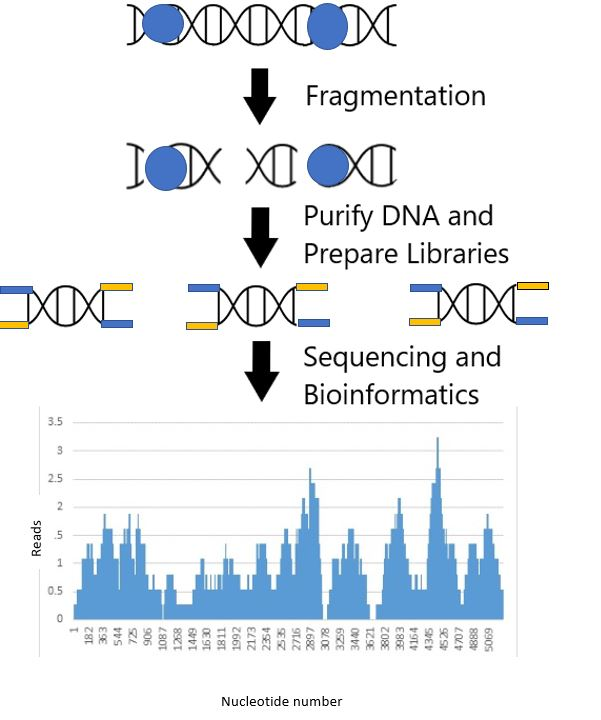 Fragmentation
Purify DNA and
Prepare Libraries
Sequencing and
Bioinformatics
3.5
3
2.5
2
.5
1
0.5
0
Reads
1 182 363 544 725 906 1087 1268 1449 1630 1811 1992 2173 2354 2535 2716 2897 3078 3259 3440 3621 3802 3983 4164 4345 4526 4707 4888 5069
Nucleotide number